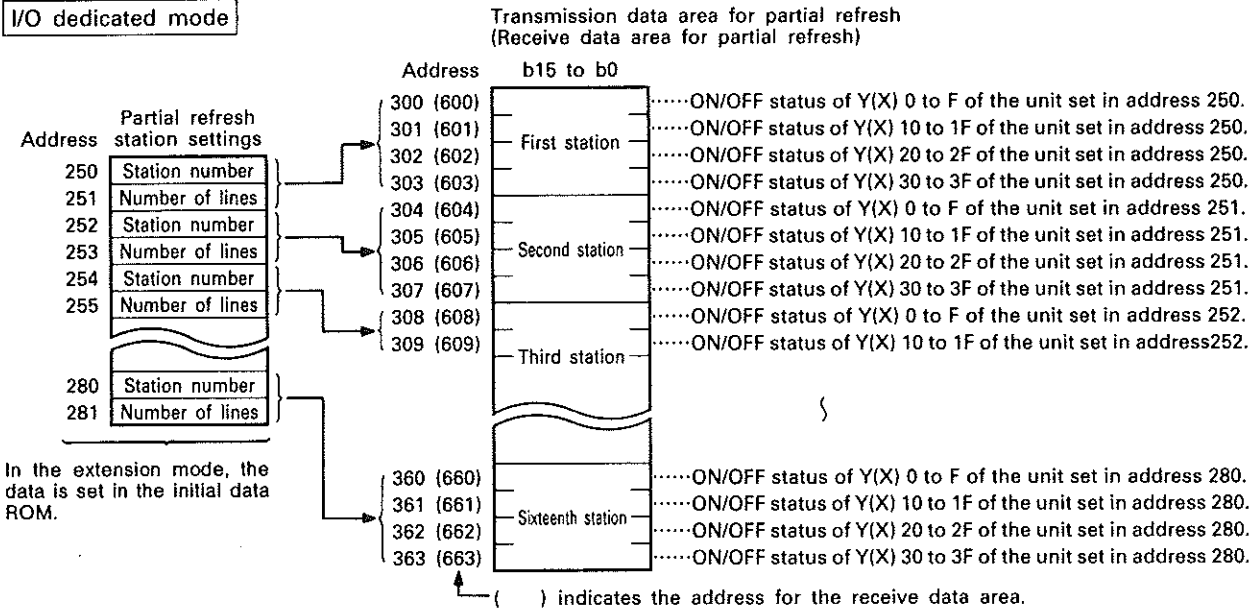 I/O dedicated mode
Transmission data area for partial refresh
(Receive data area for partial refresh)
Address b15 to b0
Partial refresh
Address station settings
250 Station number
251 Number of lines
252 Station number
253 Number of lines
254 Station number
255 Number of lines
280 Station number
281 Number of lines
In the extension mode, the
data is set in the initial data
ROM.
First station
Second station
Third station
Sixteenth station
300 (600) ······ON/OFF status of Y(X) 0 to F of the unit set in address 250.
301 (601) ······ON/OFF status of Y(X) 10 to 1F of the unit set in address 250.
302 (602) ······ON/OFF status of Y(X) 20 to 2F of the unit set in address 250.
303 (603) ······ON/OFF status of Y(X) 30 to 3F of the unit set in address 250.
304 (604) ······ON/OFF status of Y(X) 0 to F of the unit set in address 251.
305 (605) ······ON/OFF status of Y(X) 10 to 1F of the unit set in address 251.
306 (606) ······ON/OFF status of Y(X) 20 to 2F of the unit set in address 251.
307 (607) ······ON/OFF status of Y(X) 30 to 3F of the unit set in address 251.
308 (608) ······ON/OFF status of Y(X) 0 to F of the unit set in address 252.
309 (609) ······ON/OFF status of Y(X) 10 to 1F of the unit set in address252.
360 (660) ······ON/OFF status of Y(X) 0 to F of the unit set in address 280.
361 (661) ······ON/OFF status of Y(X) 10 to 1F of the unit set in address 280.
362 (662) ······ON/OFF status of Y(X) 20 to 2F of the unit set in address 280.
363 (663) ······ON/OFF status of Y(X) 30 to 3F of the unit set in address 280.
( ) indicates the address for the receive data area.